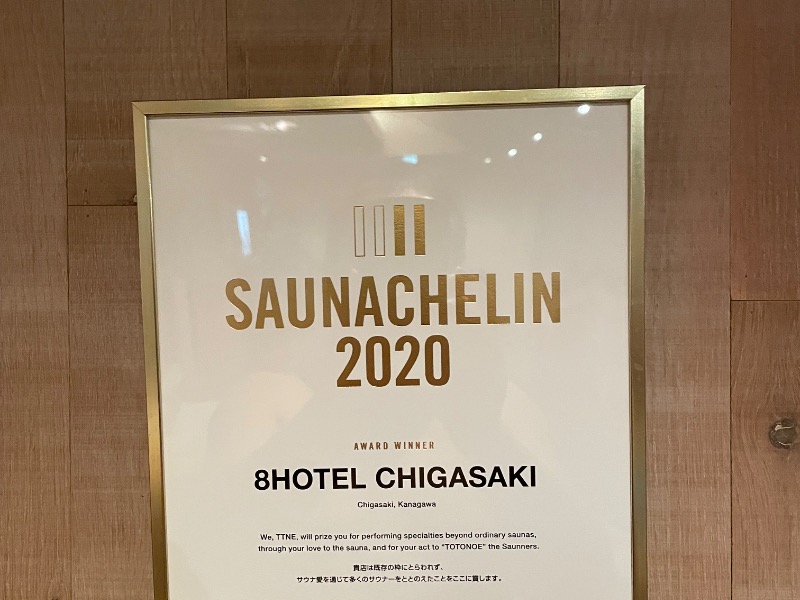 SAUNACHELIN
2020
AWARD WINNER
8HOTEL CHIGASAKI
Chigasaki, Kanagawa
We, TTNE, will prize you for performing specialties beyond ordinary saunas,
through your love to the sauna, and for your act to "TOTONOE" the Saunners.
貴店は既存の枠にとらわれず、
サウナ愛を通じて多くのサウナーをととのえたことをここに賞します。